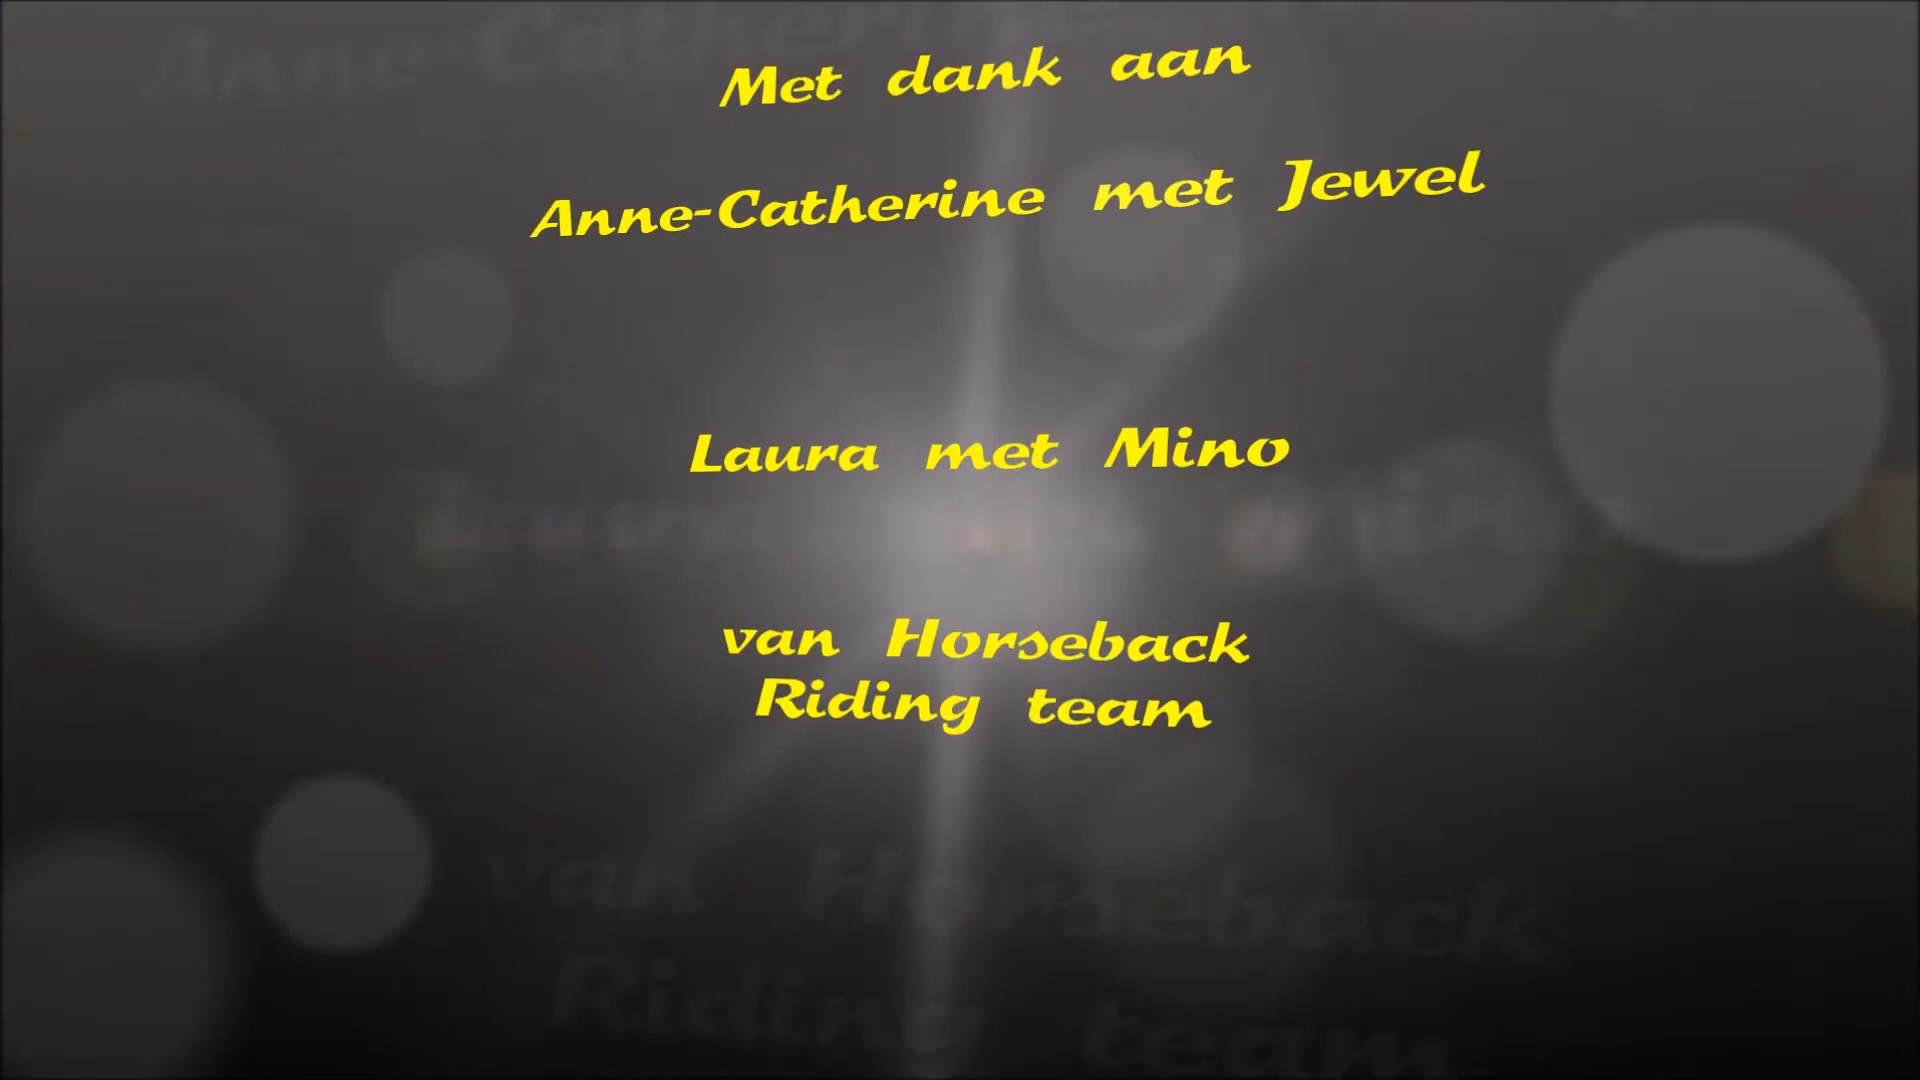 Met dank aan
Anne-Catherine met Jewel
Laura met Mino
van Horseback
Riding team